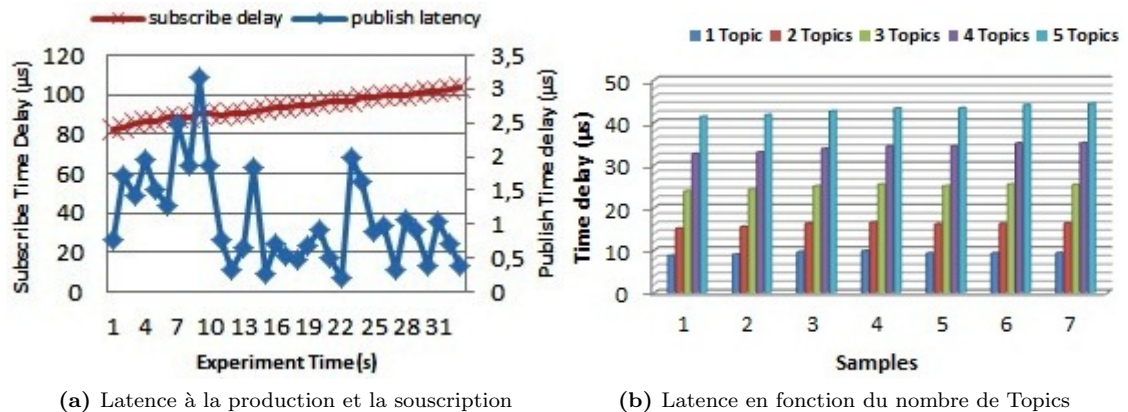 subscribe delay
publish latency
Subscribe Time Delay (µs)
120
100
80
60
40
20
0
3,5
3
2,5
2
1,5
1
0,5
0
Publish Time delay (µs)
1 4 7 10 13 16 19 22 25 28 31
Experiment Time (s)
(a) Latence à la production et la souscription
1 Topic 2 Topics 3 Topics 4 Topics 5 Topics
Time delay (µs)
50
40
30
20
10
0
1 2 3 4 5 6 7
Samples
(b) Latence en fonction du nombre de Topics